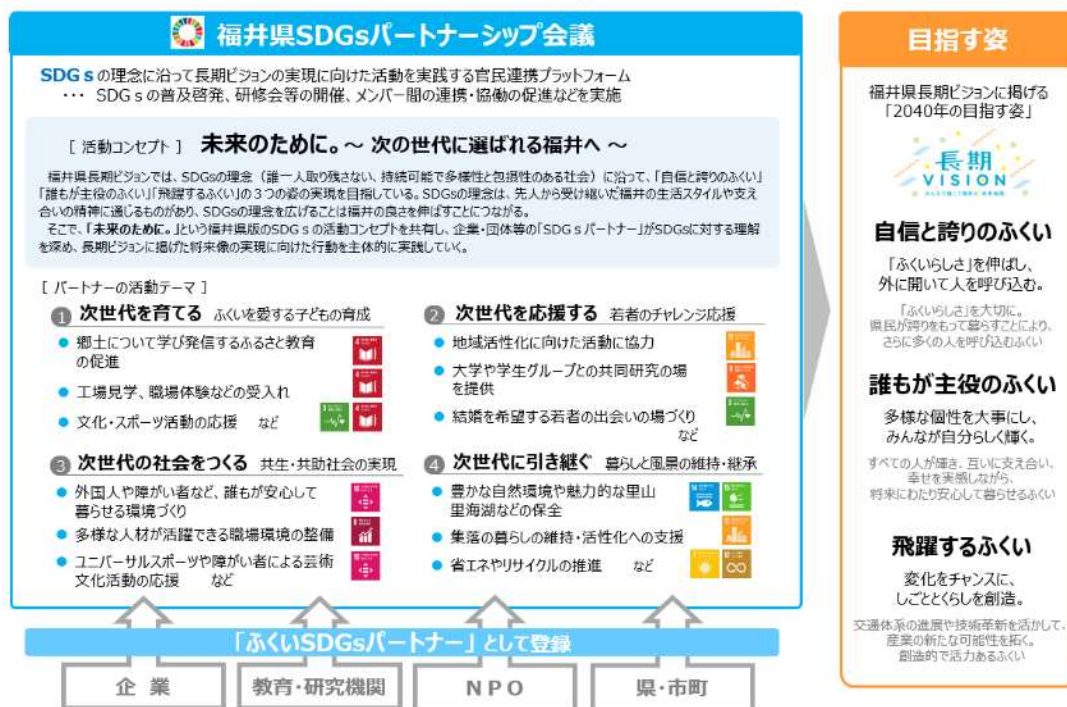 福井県SDGsパートナーシップ会議
SDGsの理念に沿って長期ビジョンの実現に向けた活動を実践する官民連携プラットフォーム
・・・ SDGsの普及啓発、研修会等の開催、メンバー間の連携・協働の促進などを実施
[ 活動コンセプト ] 未来のために。～ 次の世代に選ばれる福井へ ～
福井県長期ビジョンでは、SDGsの理念（誰一人取り残さない、持続可能で多様性と包摂性のある社会）に沿って、「自信と誇りのふくい」
「誰もが主役のふくい」「飛躍するふくい」の3つの姿の実現を目指している。SDGsの理念は、先人から受け継いだ福井の生活スタイルや支え
合いの精神に通じるものがあり、SDGsの理念を広げることは福井の良さを伸ばすことにつながる。
そこで、「未来のために。」という福井県版のSDGsの活動コンセプトを共有し、企業・団体等の「SDGsパートナー」がSDGsに対する理解
を深め、長期ビジョンに掲げた将来像の実現に向けた行動を主体的に実践していく。
[ パートナーの活動テーマ ]
1 次世代を育てる ふくいを愛する子どもの育成
● 郷土について学び発信するふるさと教育
の促進
● 工場見学、職場体験などの受入れ
● 文化・スポーツ活動の応援 など
2 次世代を応援する 若者のチャレンジ応援
● 地域活性化に向けた活動に協力
● 大学や学生グループとの共同研究の場
を提供
● 結婚を希望する若者の出会いの場づくり
など
3 次世代の社会をつくる 共生・共助社会の実現
● 外国人や障がい者など、誰もが安心して
暮らせる環境づくり
● 多様な人材が活躍できる職場環境の整備
● ユニバーサルスポーツや障がい者による芸術
文化活動の応援 など
4 次世代に引き継ぐ 暮らしと風景の維持・継承
● 豊かな自然環境や魅力的な里山
里海湖などの保全
● 集落の暮らしの維持・活性化への支援
● 省エネやリサイクルの推進 など
「ふくいSDGsパートナー」として登録
企 業
教育・研究機関
NPO
県・市町
目指す姿
福井県長期ビジョンに掲げる
「2040年の目指す姿」
長期
VISION
自信と誇りのふくい
「ふくいらしさ」を伸ばし、
外に開いて人を呼び込む。
「ふくいらしさ」を大切に。
県民が誇りをもって暮らすことにより、
さらに多くの人を呼び込むふくい
誰もが主役のふくい
多様な個性を大事にし、
みんなが自分らしく輝く。
すべての人が輝き、互いに支え合い、
幸せを実感しながら、
将来にわたり安心して暮らせるふくい
飛躍するふくい
変化をチャンスに、
しごととくらしを創造。
交通体系の進展や技術革新を活かして、
産業の新たな可能性を拓く。
創造的で活力あるふくい